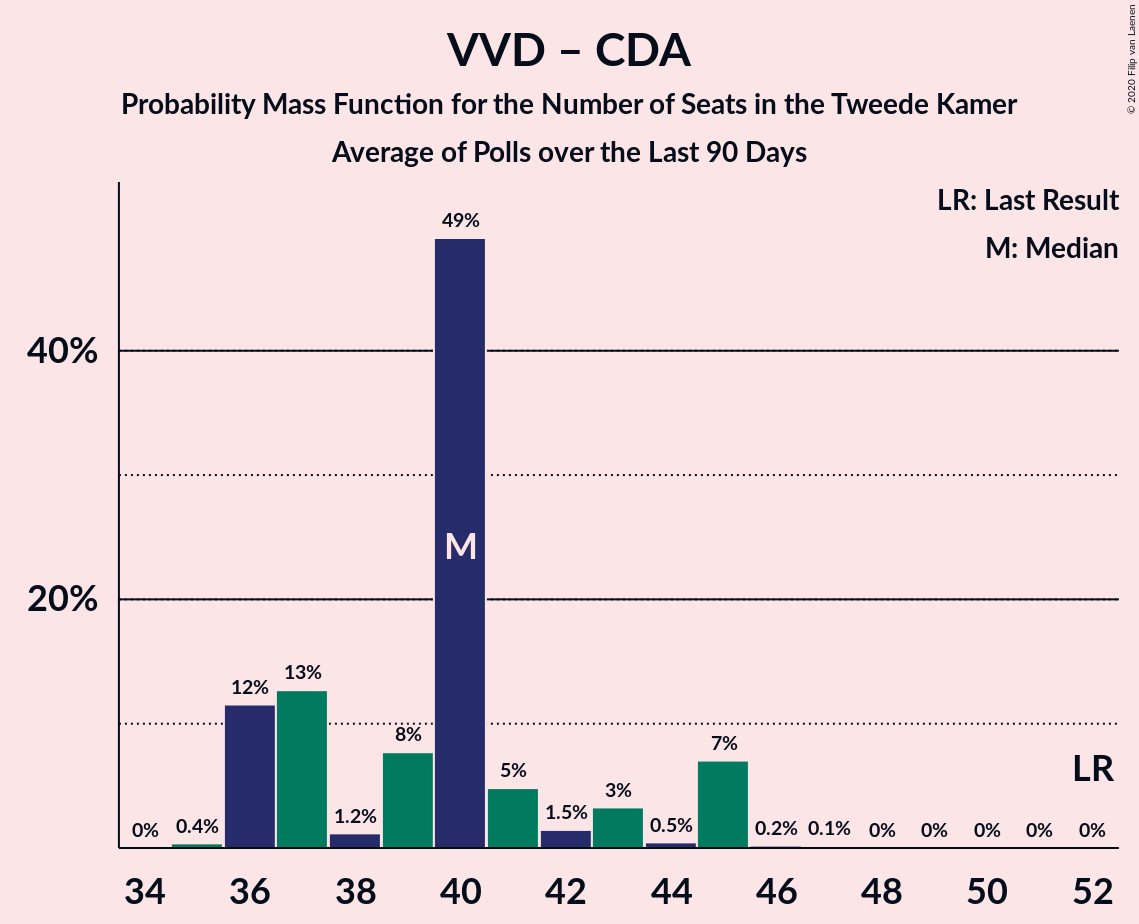 VVD – CDA
Probability Mass Function for the Number of Seats in the Tweede Kamer
Average of Polls over the Last 90 Days
© 2020 Filip van Laenen
LR: Last Result
M: Median
40%
20%
0%
0.4%
12%
13%
1.2%
8%
49%
5%
1.5%
3%
0.5%
7%
0.2%
0.1%
0%
0%
0%
0%
0%
M
LR
34 36 38 40 42 44 46 48 50 52